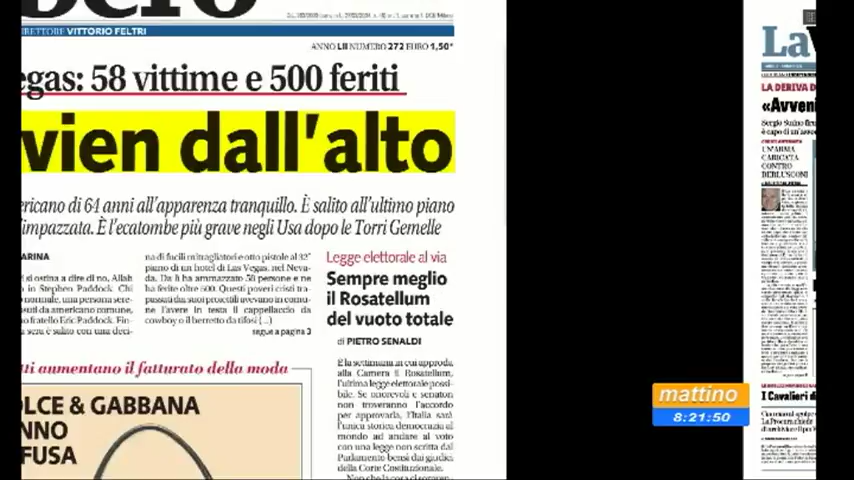 DIRETTORE VITTORIO FELTRI
ANNO LII NUMERO 272 EURO 1,50*
egas: 58 vittime e 500 feriti
vien dall'alto
ericano di 64 anni all'apparenza tranquillo. È salito all'ultimo piano
impazzata. È l'ecatombe più grave negli Usa dopo le Torri Gemelle
ARINA
si ostina a dire di no, Allah
in Stephen Paddock. Chi
normale, una persona sere-
suti da americano comune,
o fratello Eric Paddock. Fin-
sera è salito con una deci-
na di fucili mitragliatori e otto pistole al 32°
piano di un hotel di Las Vegas, nel Neva-
da. Da lì ha ammazzato 58 persone e ne
ha ferite oltre 500. Questi poveri cristi tra-
passati dai suoi proiettili avevano in comu-
ne l'avere in testa il cappellaccio da
cowboy o il berretto da tifosi (...)
segue a pagina 3
Legge elettorale al via
Sempre meglio
il Rosatellum
del vuoto totale
di PIETRO SENALDI
È la settimana in cui approda
alla Camera il Rosatellum,
l'ultima legge elettorale possi-
bile. Se onorevoli e senatori
non troveranno l'accordo
per approvarla, l'Italia sarà
l'unica storica democrazia al
mondo ad andare al voto
con una legge non scritta dal
Parlamento bensì dai giudici
della Corte Costituzionale.
tti aumentano il fatturato della moda
OLCE & GABBANA
NNO
FUSA
La
LA DERIVA D
«Avveni
UN'ARMA
CARICATA
CONTRO
BERLUSCONI
I Cavalieri d
mattino
8:21:50